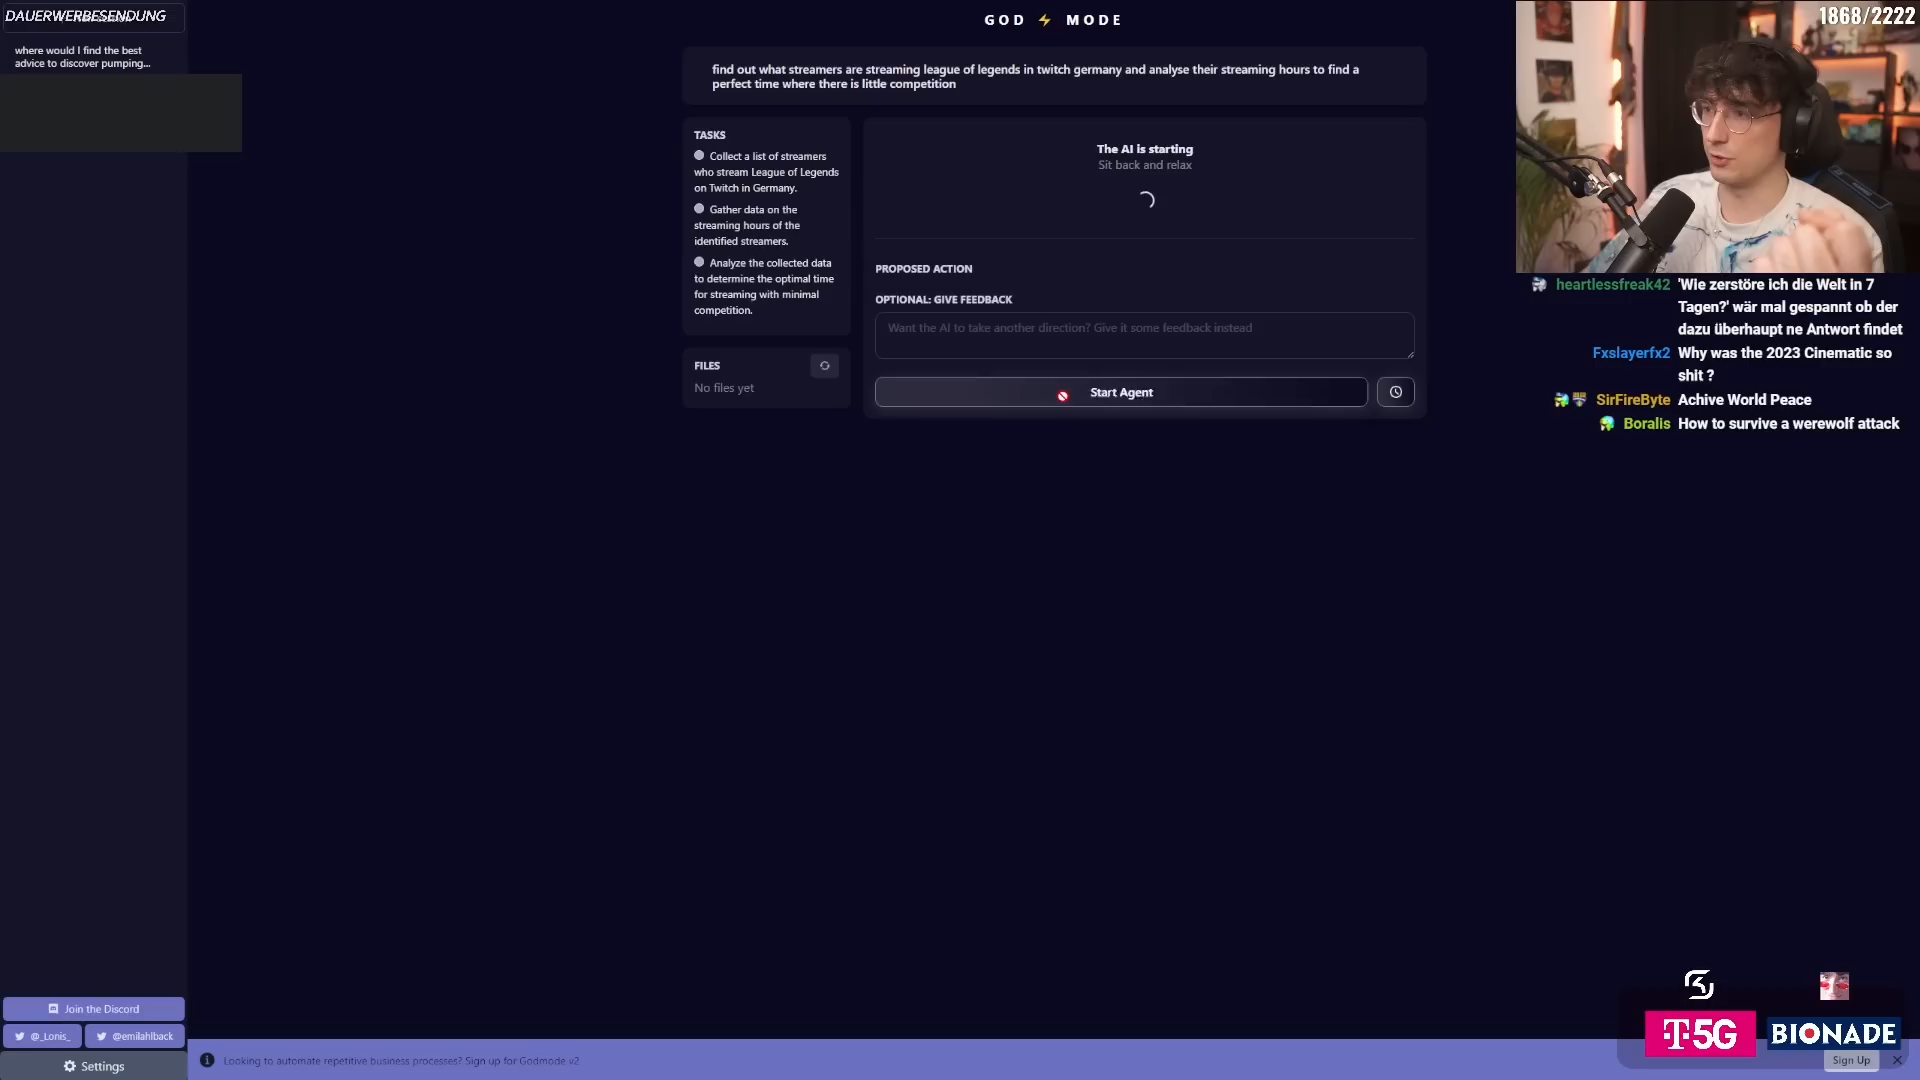 DAUERWERBESENDUNG
where would I find the best
advice to discover pumping...
GOD ⚡ MODE
find out what streamers are streaming league of legends in twitch germany and analyse their streaming hours to find a
perfect time where there is little competition
TASKS
Collect a list of streamers
who stream League of Legends
on Twitch in Germany.
Gather data on the
streaming hours of the
identified streamers.
Analyze the collected data
to determine the optimal time
for streaming with minimal
competition.
FILES
No files yet
The AI is starting
Sit back and relax
PROPOSED ACTION
OPTIONAL: GIVE FEEDBACK
Want the AI to take another direction? Give it some feedback instead
Start Agent
1868/2222
heartlessfreak42 'Wie zerstöre ich die Welt in 7
Tagen?' wär mal gespannt ob der
dazu überhaupt ne Antwort findet
Fxslayerfx2 Why was the 2023 Cinematic so
shit ?
SirFireByte Achive World Peace
Boralis How to survive a werewolf attack
Join the Discord
@_Lonis_
@emilahlback
Settings
Looking to automate repetitive business processes? Sign up for Godmode v2.
T 5G
BIONADE
Sign Up